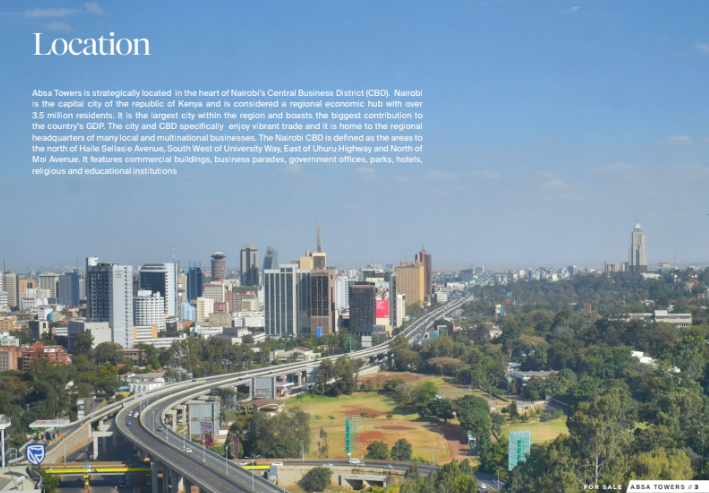 Location
Absa Towers is strategically located in the heart of Nairobi's Central Business District (CBD). Nairobi
is the capital city of the republic of Kenya and is considered a regional economic hub with over
3.5 million residents. It is the largest city within the region and boasts the biggest contribution to
the country's GDP. The city and CBD specifically enjoy vibrant trade and it is home to the regional
headquarters of many local and multinational businesses. The Nairobi CBD is defined as the areas to
the north of Haile Sellasie Avenue, South West of University Way, East of Uhuru Highway and North of
Moi Avenue. It features commercial buildings, business parades, government offices, parks, hotels,
religious and educational institutions
FOR SALE ABSA TOWERS // 3